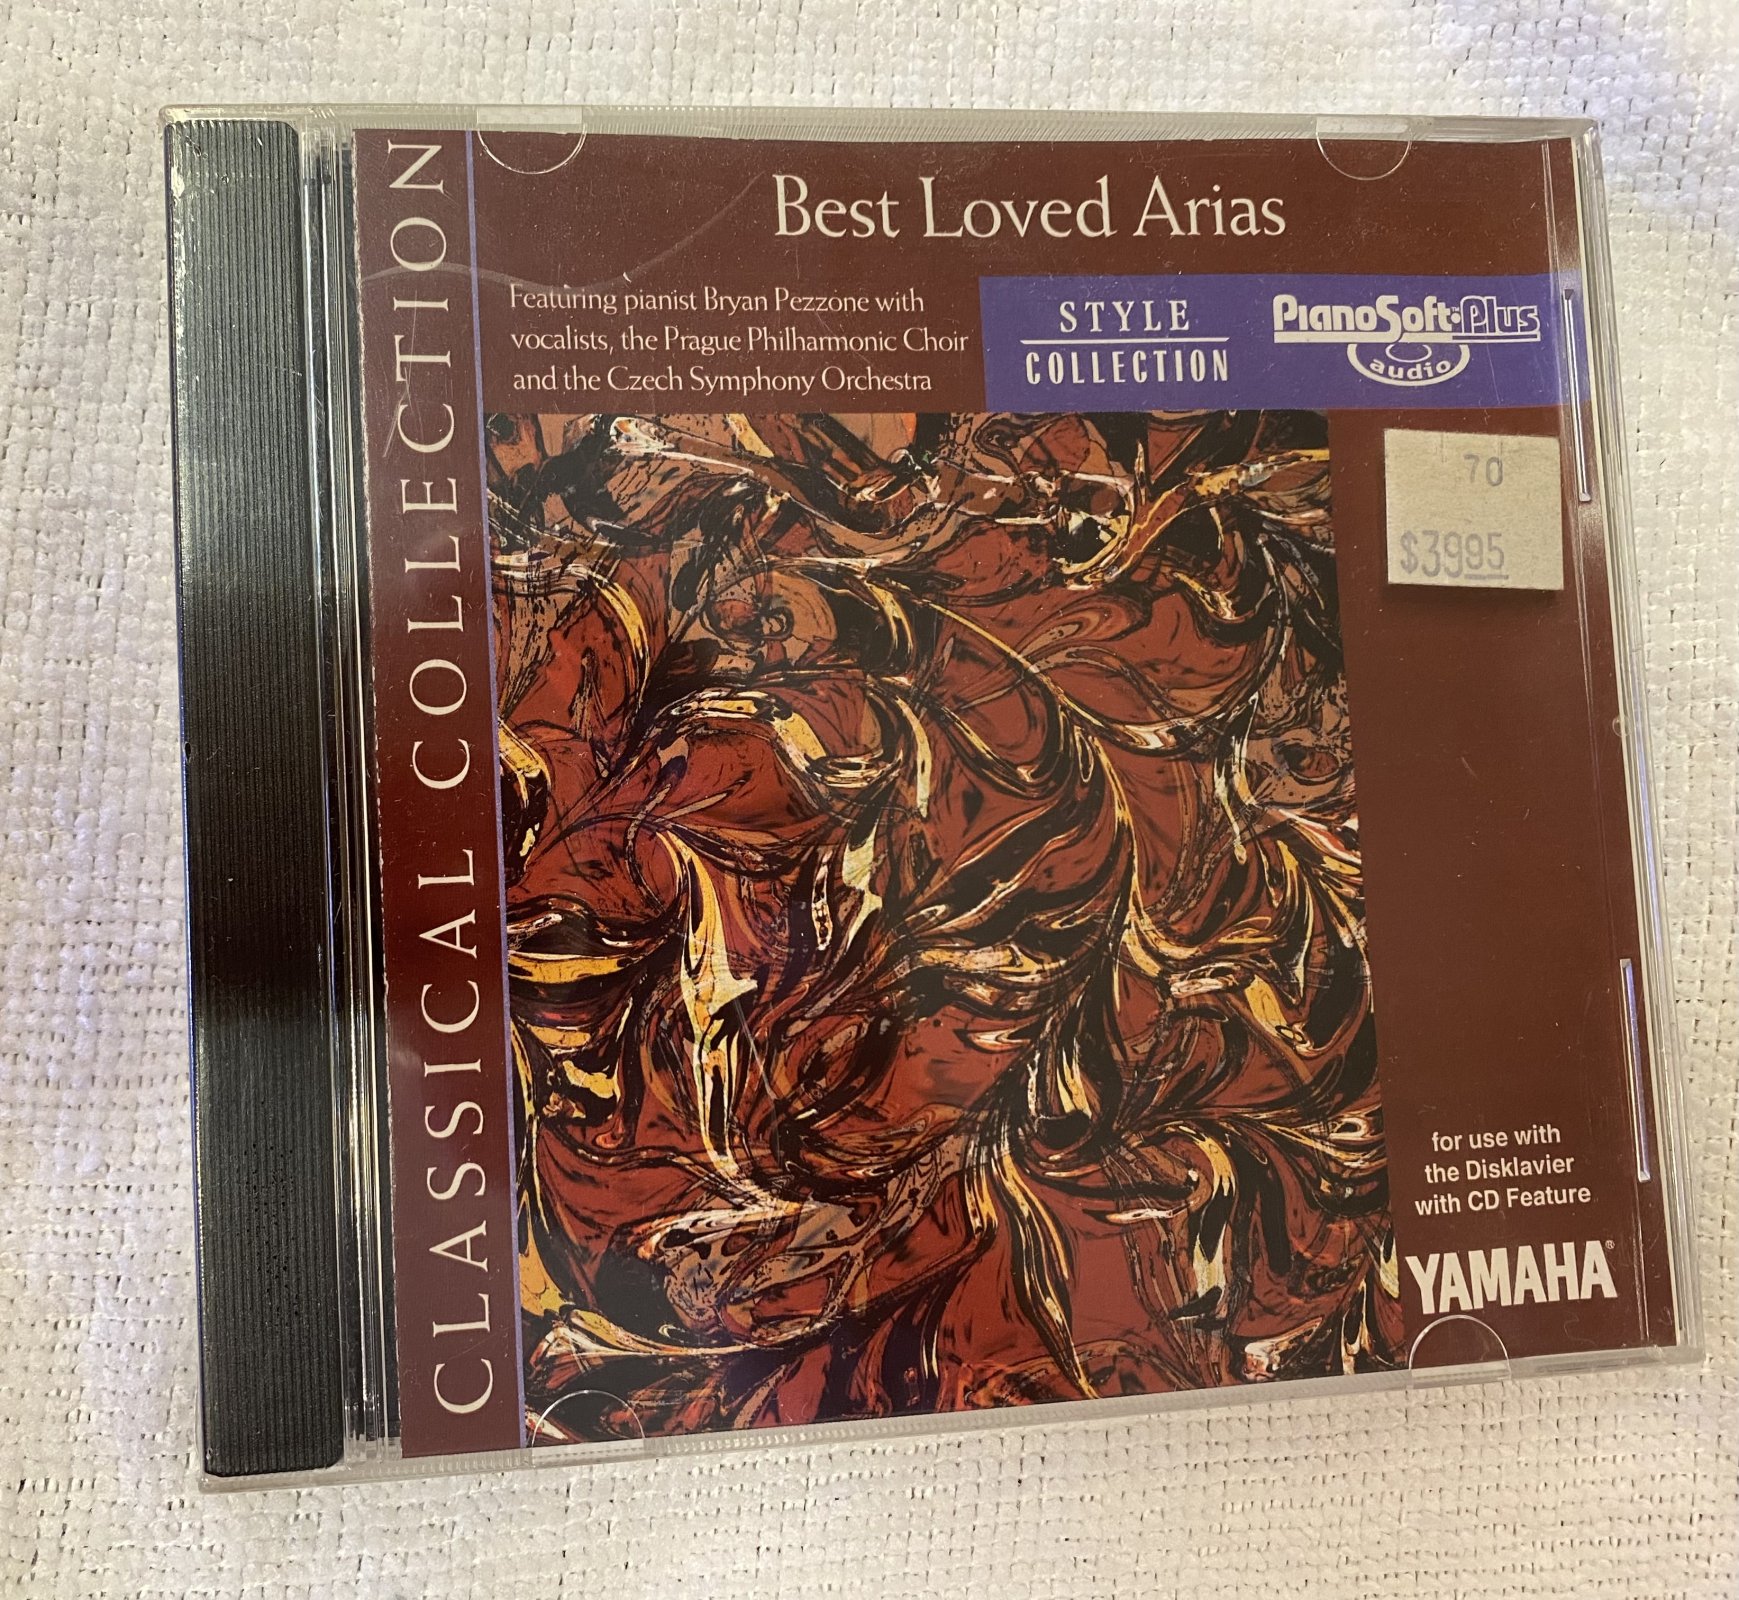 CLASSICAL COLLECTION
Best Loved Arias
Featuring pianist Bryan Pezzone with
vocalists, the Prague Philharmonic Choir
and the Czech Symphony Orchestra
STYLE
COLLECTION
PianoSoft·Plus™
audio
70
$3995
for use with
the Disklavier
with CD Feature
YAMAHA®